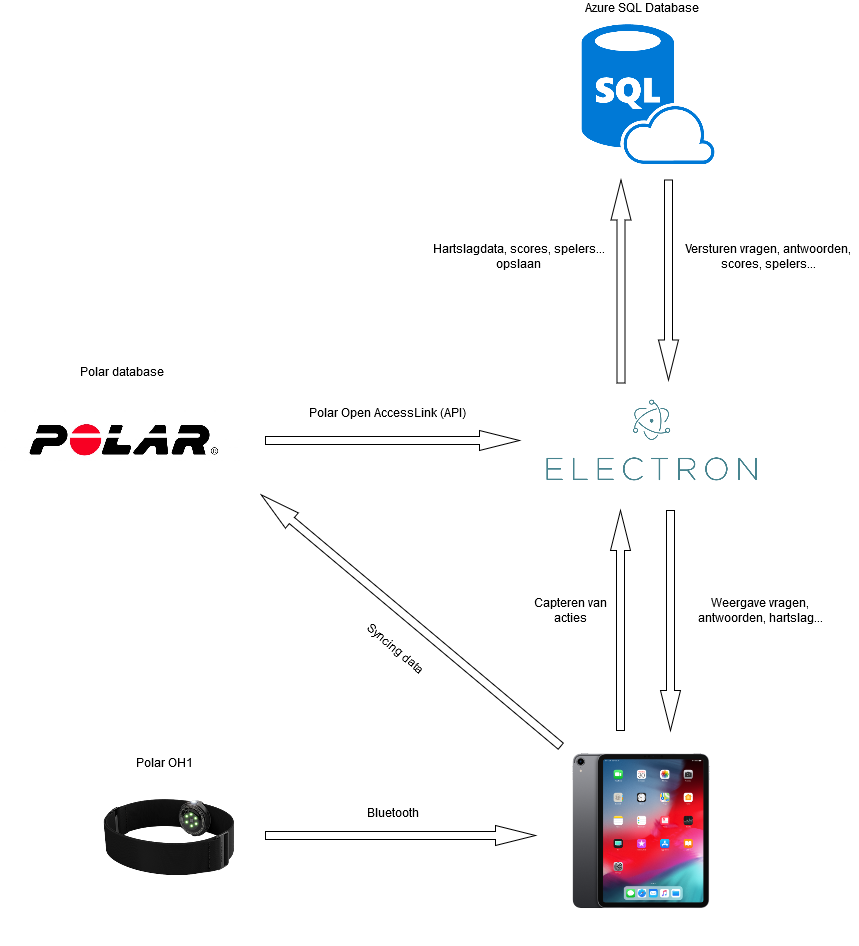 Azure SQL Database
SQL
Hartslagdata, scores, spelers...
opslaan
Versturen vragen, antwoorden,
scores, spelers...
Polar database
POLAR®
Polar Open AccessLink (API)
ELECTRON
Capteren van
acties
Weergave vragen,
antwoorden, hartslag...
Syncing data
Polar OH1
Bluetooth